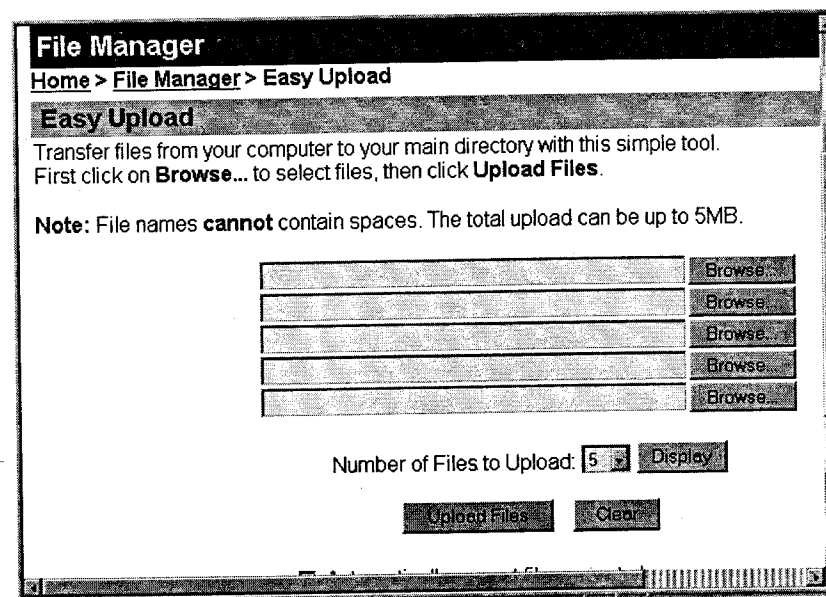 File Manager
Home > File Manager > Easy Upload
Easy Upload
Transfer files from your computer to your main directory with this simple tool.
First click on Browse... to select files, then click Upload Files.
Note: File names cannot contain spaces. The total upload can be up to 5MB.
Browse...
Browse...
Browse...
Browse...
Browse...
Number of Files to Upload: 5 Display
Upload Files Clear